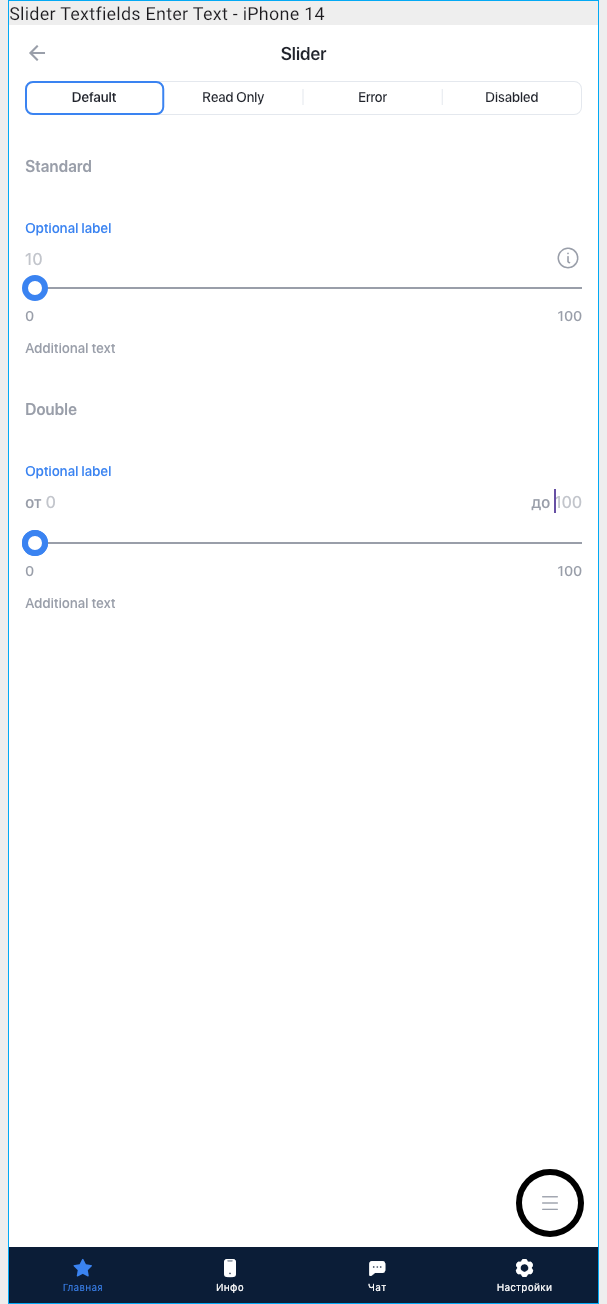 Slider Textfields Enter Text - iPhone 14
Slider
Default Read Only Error Disabled
Standard
Optional label
10
0 100
Additional text
Double
Optional label
от 0 до 100
0 100
Additional text
Главная Инфо Чат Настройки